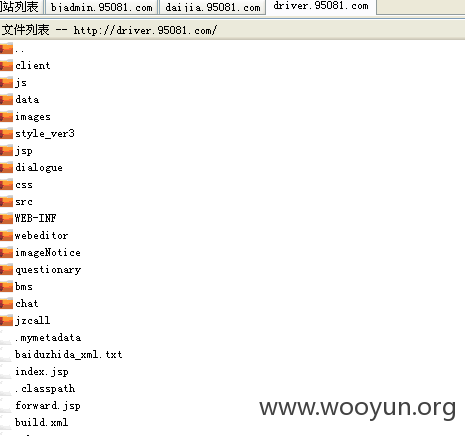 站列表 bjadmin.95081.com daijia.95081.com driver.95081.com
文件列表 -- http://driver.95081.com/
..
client
js
data
images
style_ver3
jsp
dialogue
css
src
WEB-INF
webeditor
imageNotice
questionary
bms
chat
jzcall
.mymetadata
baiduzhida_xml.txt
index.jsp
.classpath
forward.jsp
build.xml
www.wooyun.org